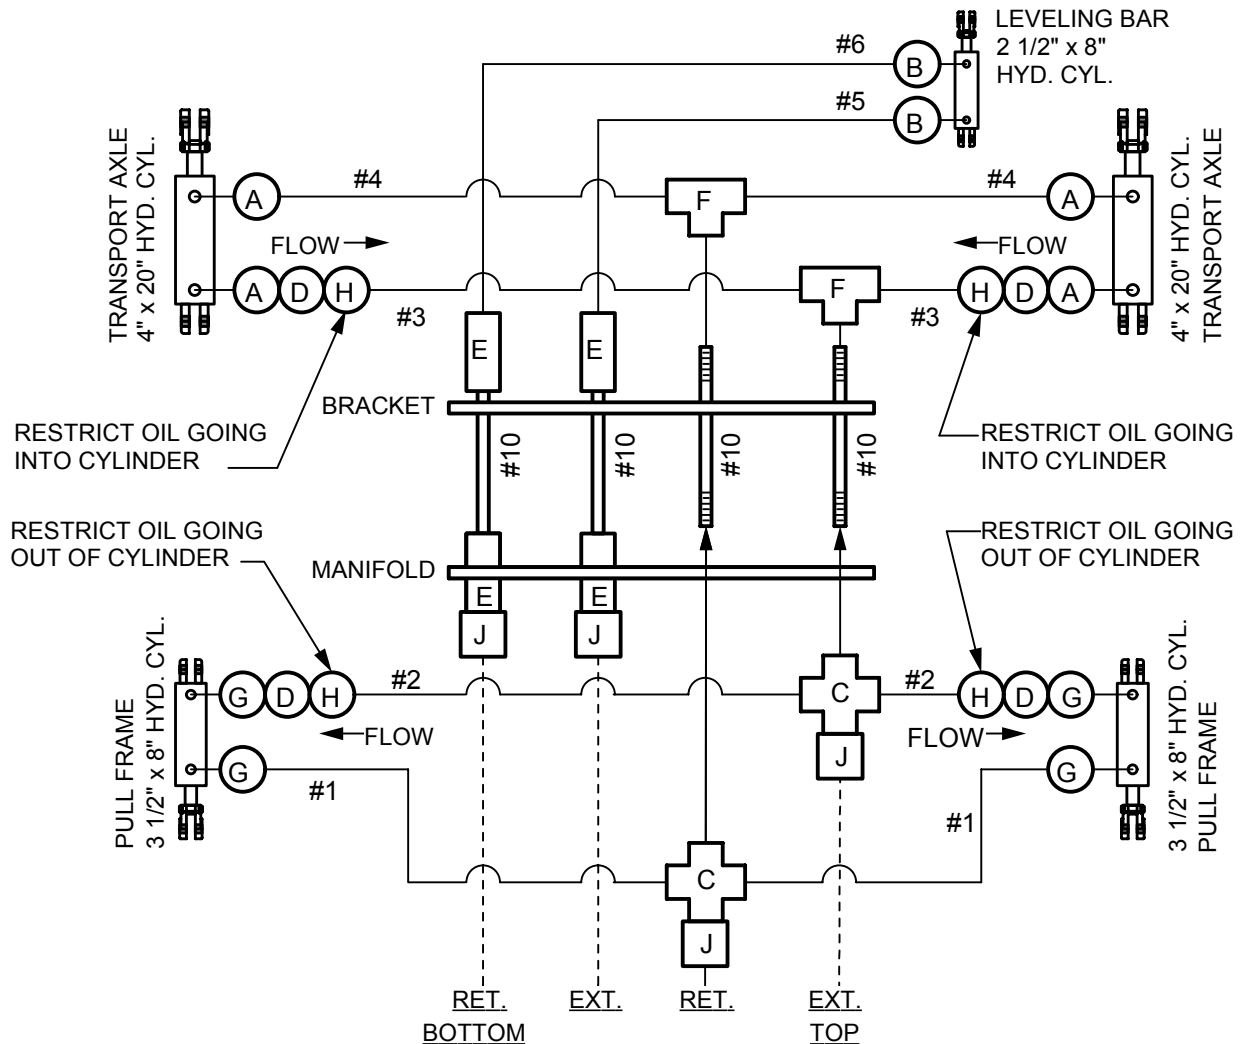 LEVELING BAR
2 1/2" x 8"
HYD. CYL.
#6
B
#5
B
TRANSPORT AXLE
4" x 20" HYD. CYL.
A
#4
F
#4
A
4" x 20" HYD. CYL.
TRANSPORT AXLE
FLOW
FLOW
A D H
F
H D A
#3
#3
E
E
BRACKET
RESTRICT OIL GOING
INTO CYLINDER
#10
#10
#10
#10
RESTRICT OIL GOING
INTO CYLINDER
RESTRICT OIL GOING
OUT OF CYLINDER
RESTRICT OIL GOING
OUT OF CYLINDER
MANIFOLD
E
E
J
J
PULL FRAME
3 1/2" x 8" HYD. CYL.
G D H
#2
C
#2
H D G
3 1/2" x 8" HYD. CYL.
PULL FRAME
FLOW
FLOW
J
G
G
#1
#1
C
J
RET.
EXT.
RET.
EXT.
BOTTOM
TOP